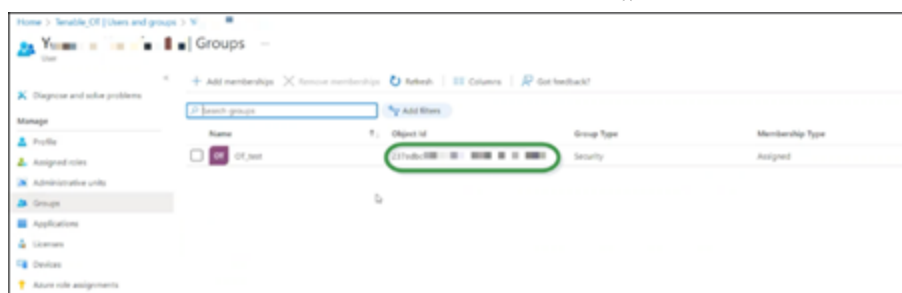 Home > Tenable_OT | Users and groups >
| Groups
User
+ Add memberships Remove memberships Refresh Columns Got feedback?
Diagnose and solve problems
Search groups
Add filters
Manage
Name Object Id Group Type Membership Type
Profile
OT OT_test Security Assigned
Assigned roles
Administrative units
Groups
Applications
Licenses
Devices
Azure role assignments